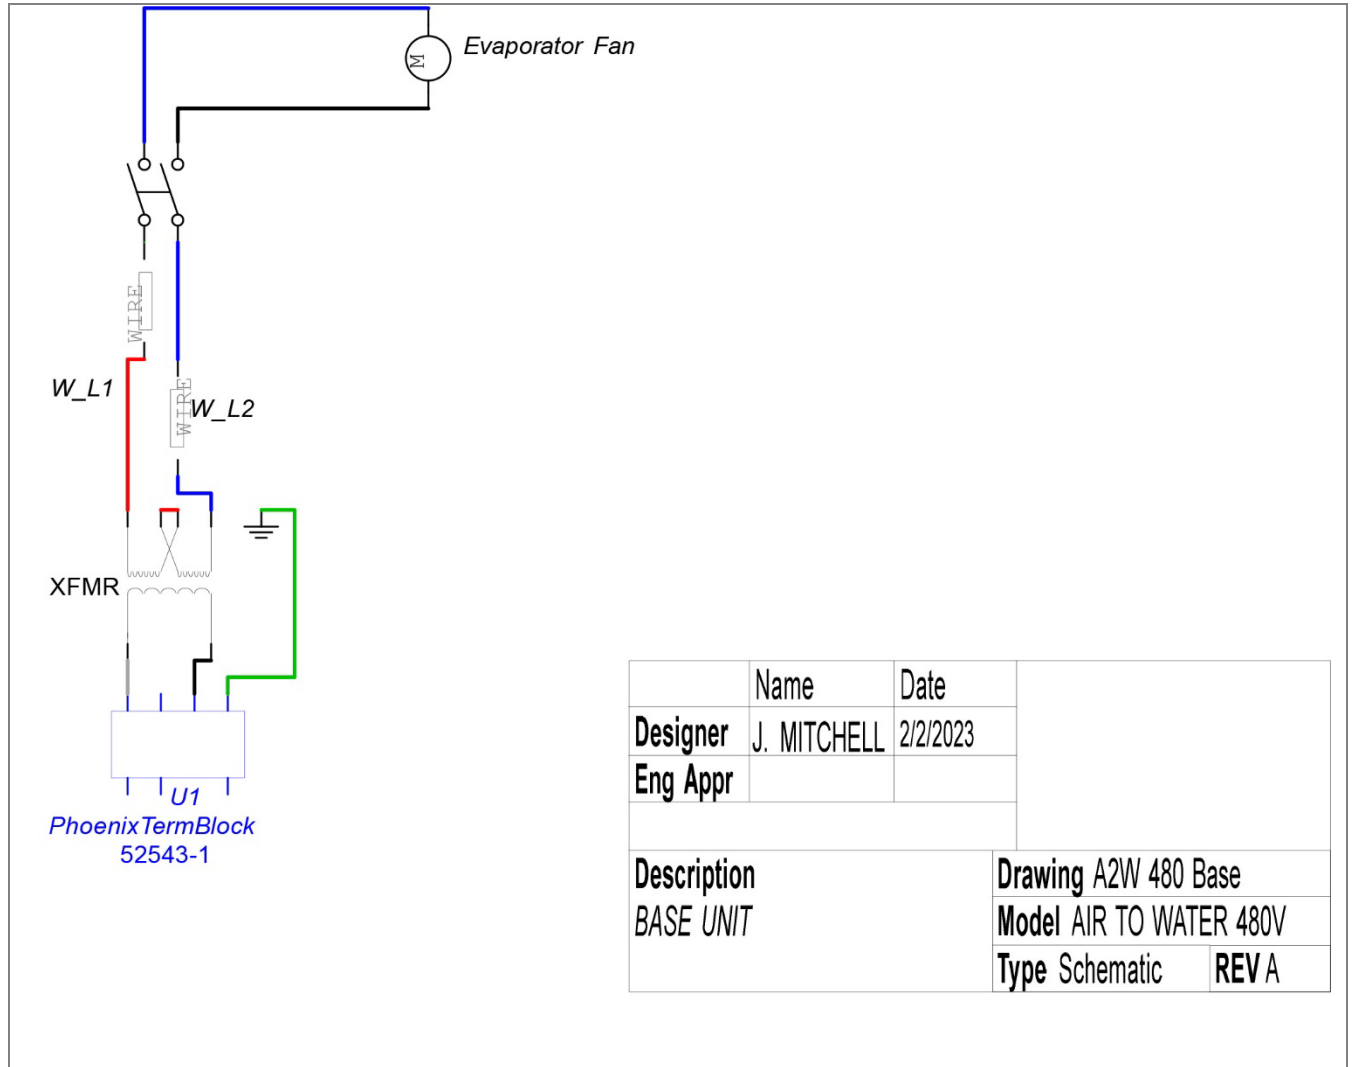 Evaporator Fan
M
WIRE
W_L1
WIRE
W_L2
XFMR
U1
PhoenixTermBlock
52543-1
Name Date
Designer J. MITCHELL 2/2/2023
Eng Appr
Description
BASE UNIT
Drawing A2W 480 Base
Model AIR TO WATER 480V
Type Schematic REV A